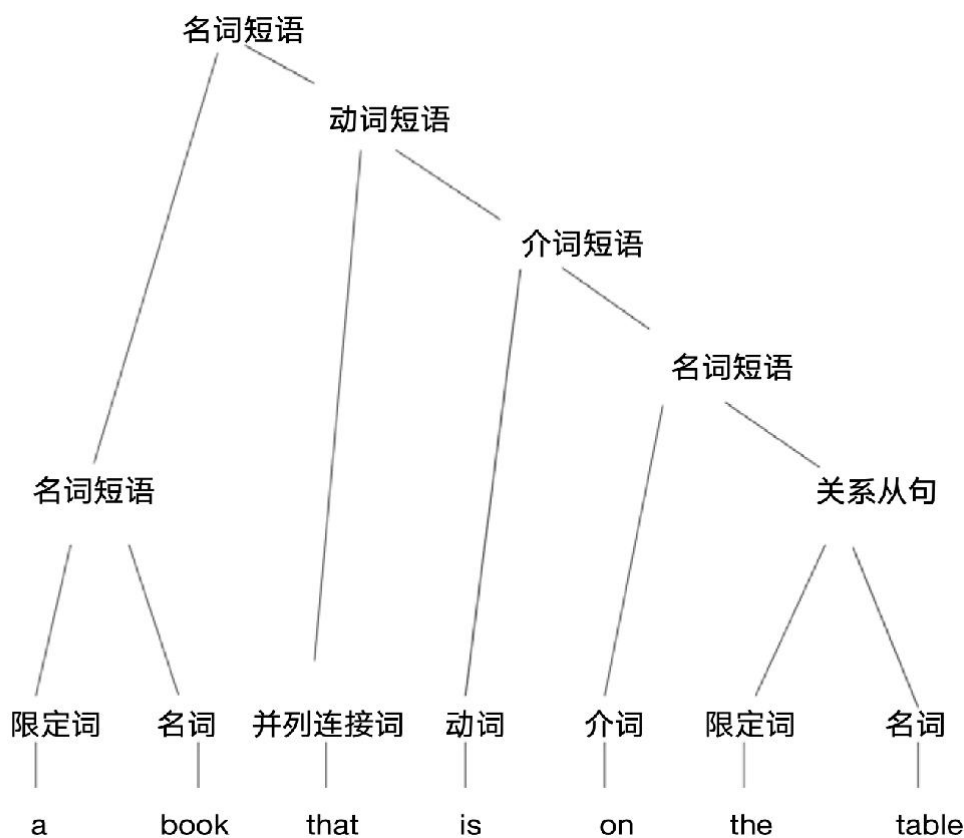 名词短语
动词短语
介词短语
名词短语
名词短语 关系从句
限定词 名词 并列连接词 动词 介词 限定词 名词
a book that is on the table